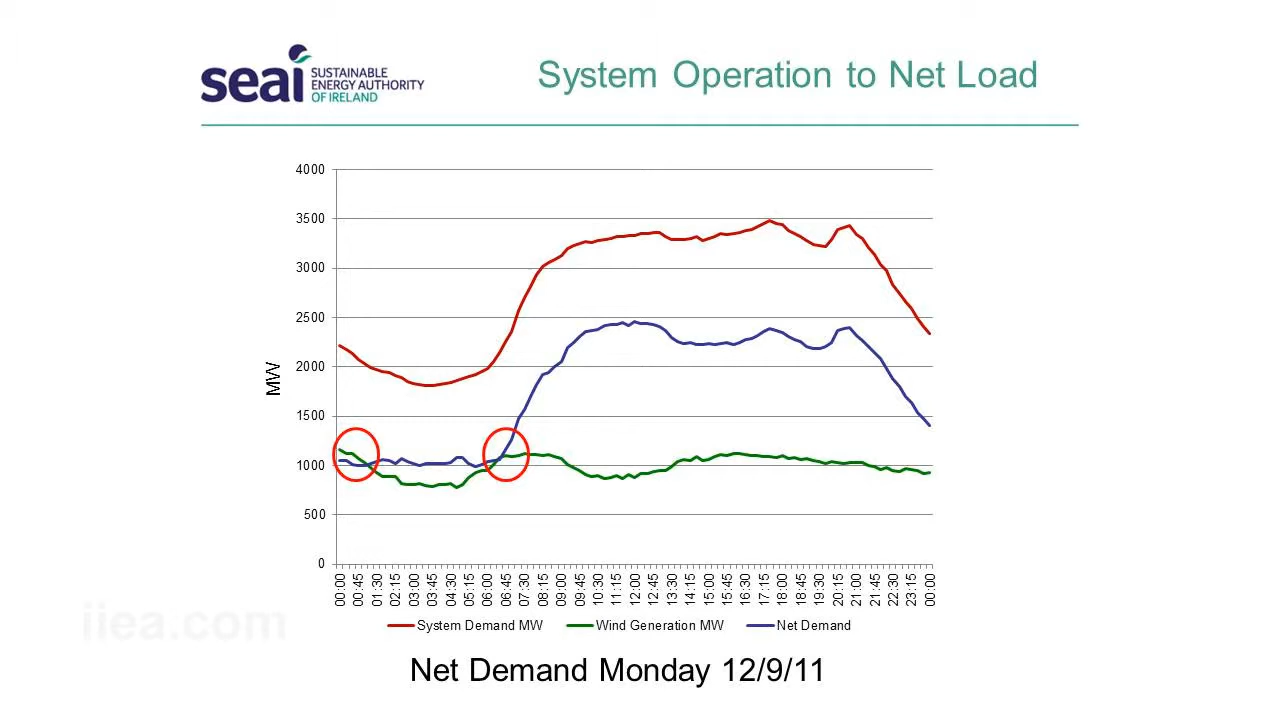 seai SUSTAINABLE
ENERGY AUTHORITY
OF IRELAND
System Operation to Net Load
4000
3500
3000
2500
2000
1500
1000
500
0
MW
00:00 00:45 01:30 02:15 03:00 03:45 04:30 05:15 06:00 06:45 07:30 08:15 09:00 09:45 10:30 11:15 12:00 12:45 13:30 14:15 15:00 15:45 16:30 17:15 18:00 18:45 19:30 20:15 21:00 21:45 22:30 23:15 00:00
System Demand MW Wind Generation MW Net Demand
iiea.com
Net Demand Monday 12/9/11